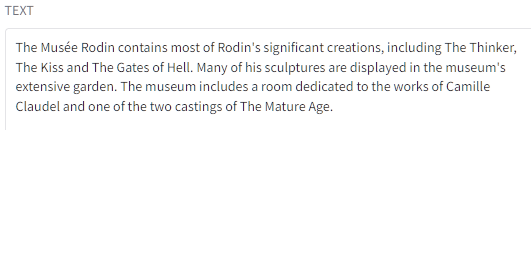 TEXT
The Musée Rodin contains most of Rodin's significant creations, including The Thinker,
The Kiss and The Gates of Hell. Many of his sculptures are displayed in the museum's
extensive garden. The museum includes a room dedicated to the works of Camille
Claudel and one of the two castings of The Mature Age.